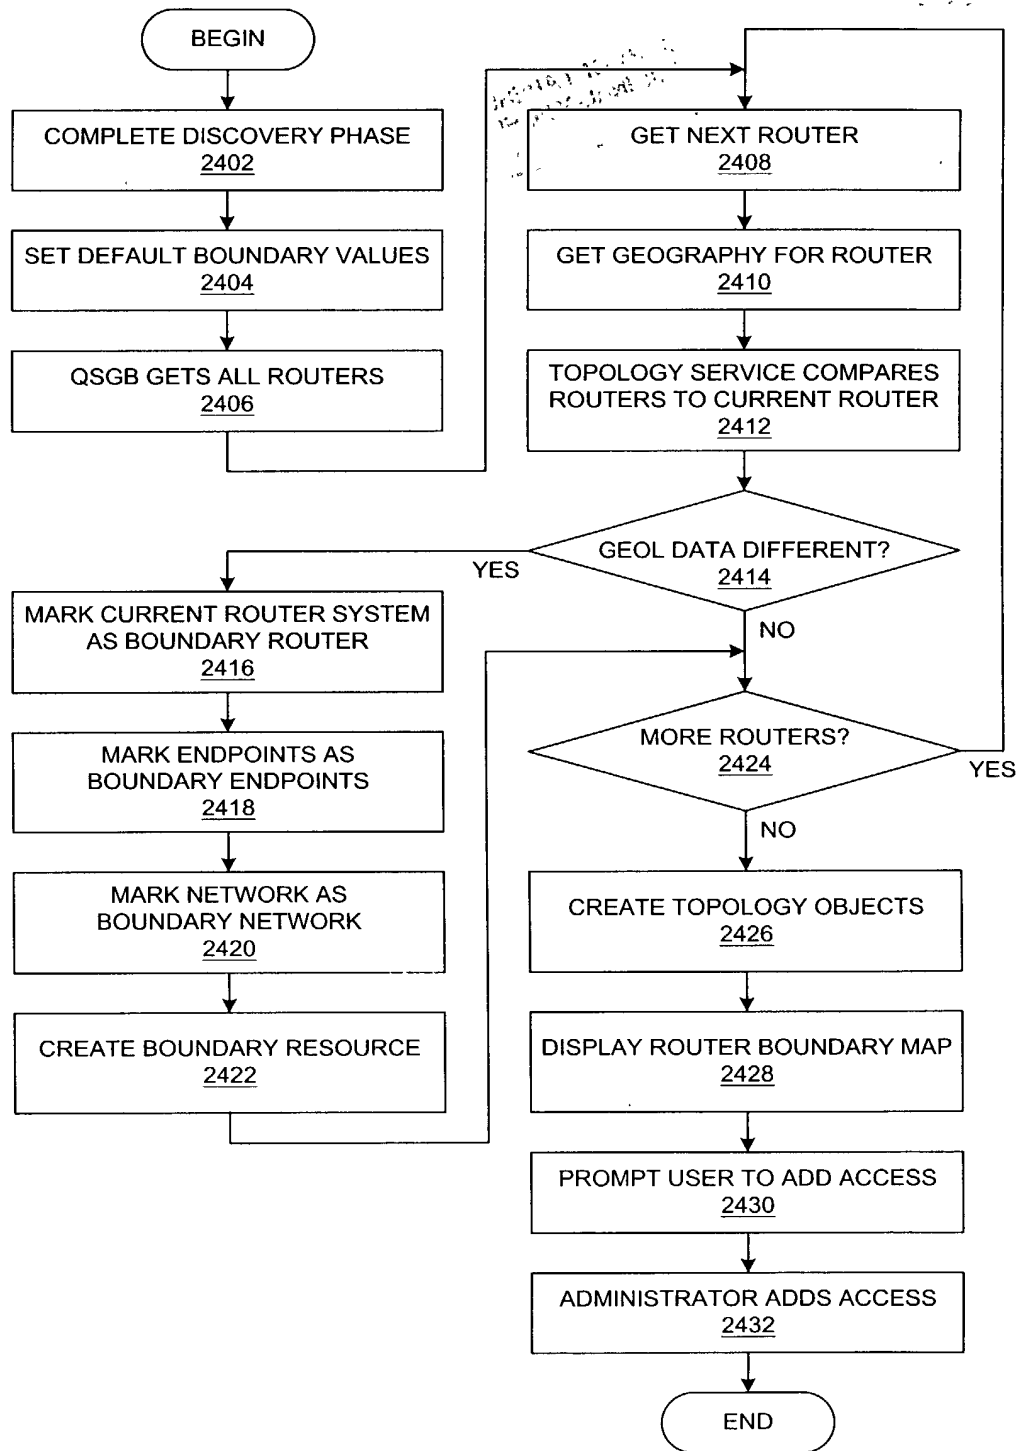 BEGIN
COMPLETE DISCOVERY PHASE
2402
SET DEFAULT BOUNDARY VALUES
2404
QSGB GETS ALL ROUTERS
2406
GET NEXT ROUTER
2408
GET GEOGRAPHY FOR ROUTER
2410
TOPOLOGY SERVICE COMPARES
ROUTERS TO CURRENT ROUTER
2412
GEOL DATA DIFFERENT?
2414
YES
NO
MARK CURRENT ROUTER SYSTEM
AS BOUNDARY ROUTER
2416
MARK ENDPOINTS AS
BOUNDARY ENDPOINTS
2418
MARK NETWORK AS
BOUNDARY NETWORK
2420
CREATE BOUNDARY RESOURCE
2422
MORE ROUTERS?
2424
YES
NO
CREATE TOPOLOGY OBJECTS
2426
DISPLAY ROUTER BOUNDARY MAP
2428
PROMPT USER TO ADD ACCESS
2430
ADMINISTRATOR ADDS ACCESS
2432
END